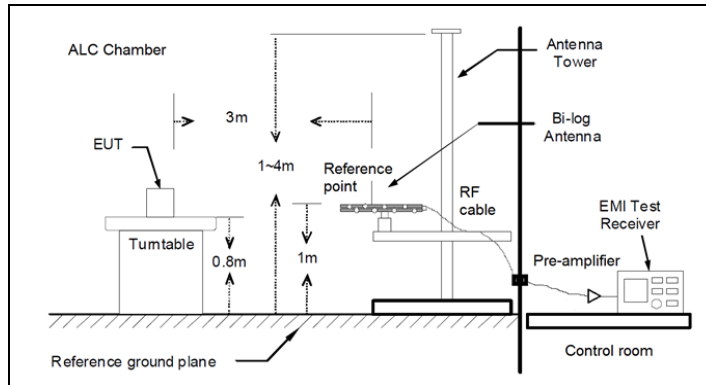 ALC Chamber
Antenna
Tower
3m
Bi-log
Antenna
EUT
1~4m
Reference
point
RF
cable
EMI Test
Receiver
Turntable
0.8m
1m
Pre-amplifier
Reference ground plane
Control room